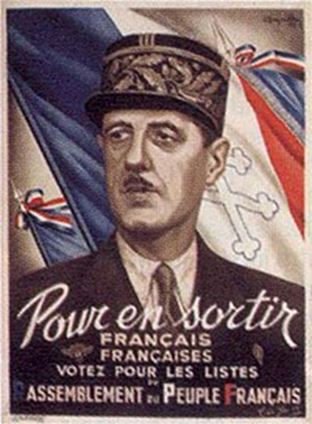 Pour en sortir
FRANÇAIS
FRANÇAISES
VOTEZ POUR LES LISTES
DU
RASSEMBLEMENT DU PEUPLE FRANÇAIS